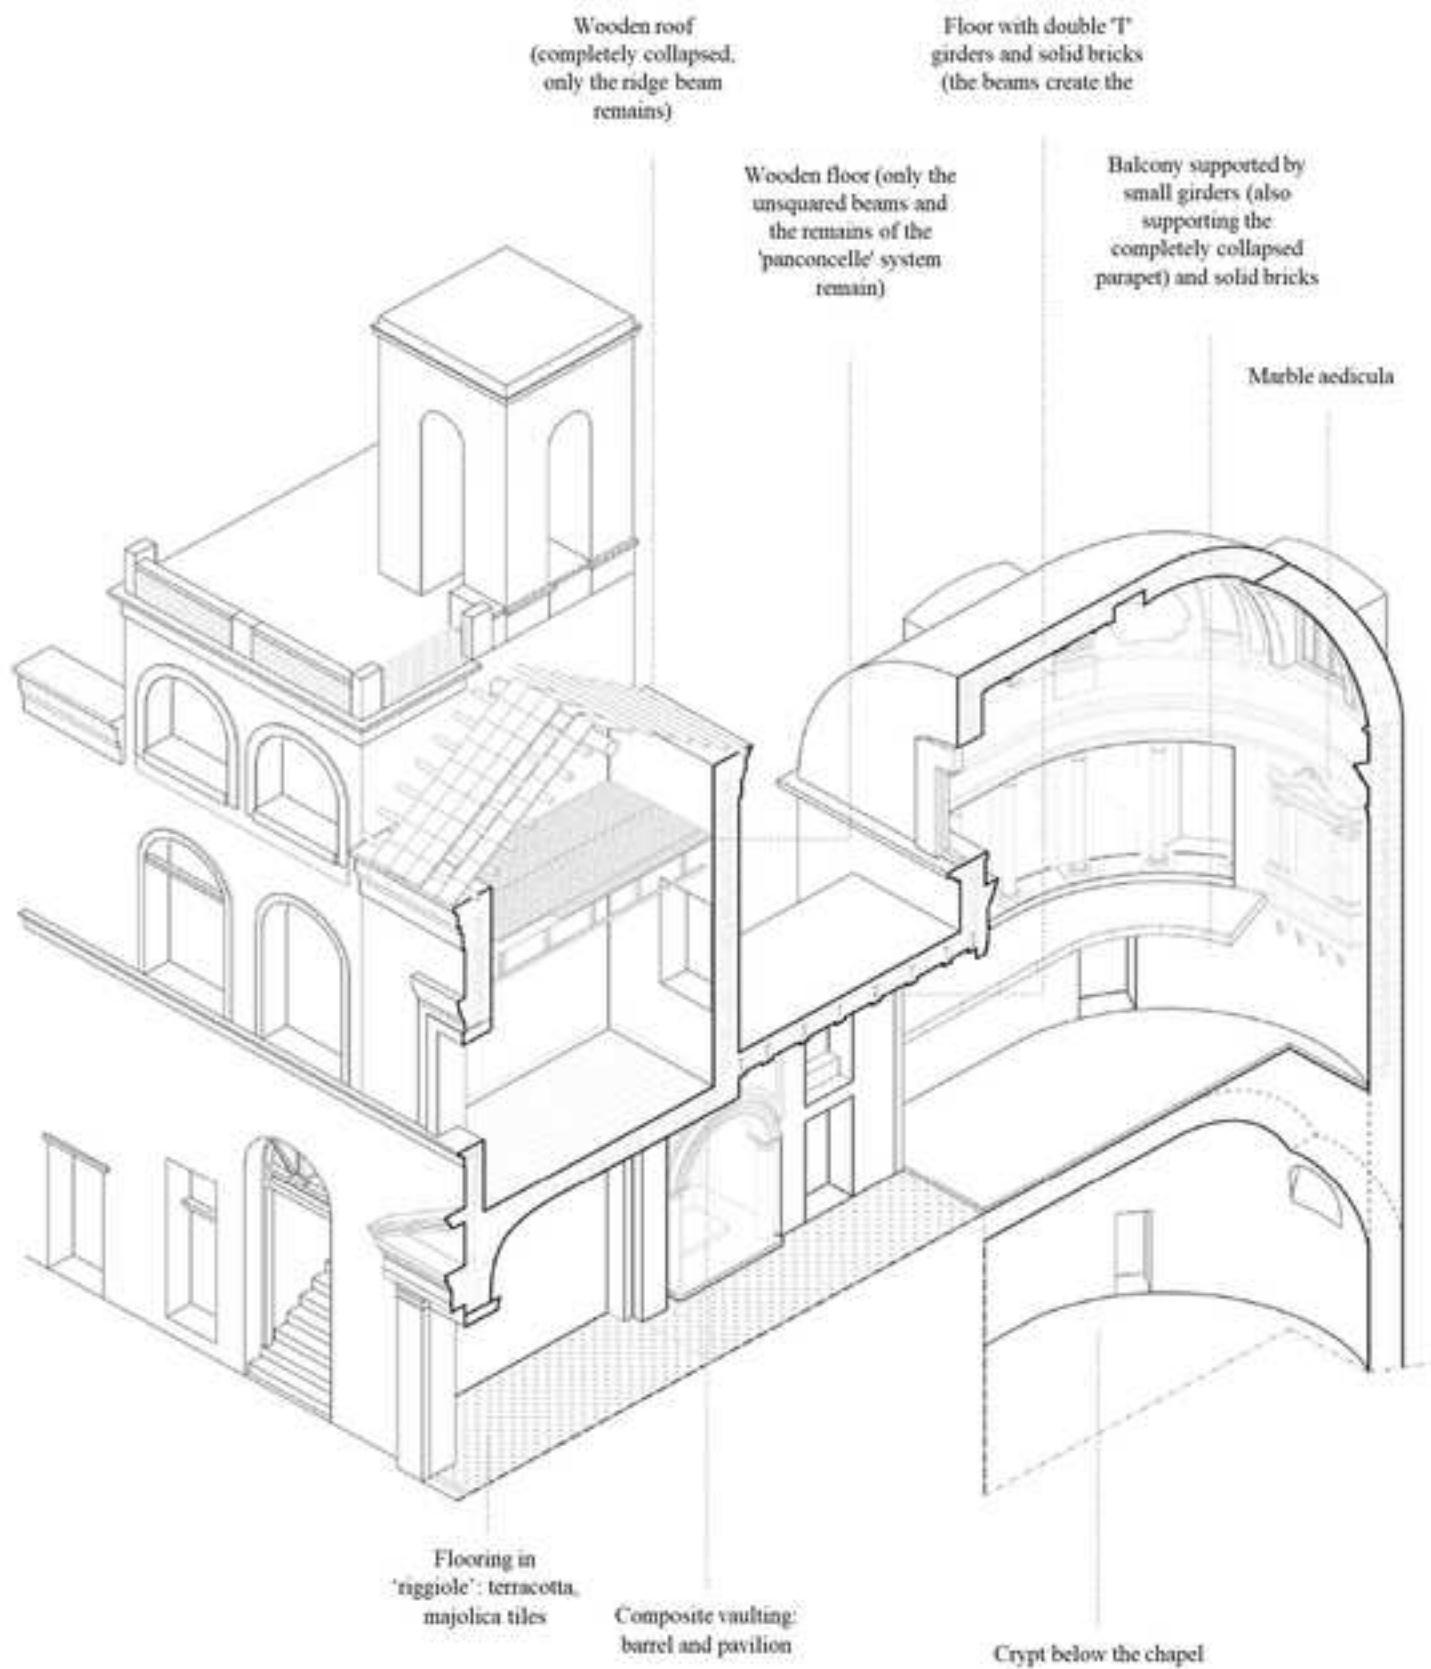 Wooden roof
(completely collapsed,
only the ridge beam
remains)
Floor with double 'T'
girders and solid bricks
(the beams create the
Wooden floor (only the
unsquared beams and
the remains of the
'panconcelle' system
remain)
Balcony supported by
small girders (also
supporting the
completely collapsed
parapet) and solid bricks
Marble aedicula
Flooring in
‘riggiole’: terracotta,
majolica tiles
Composite vaulting:
barrel and pavilion
Crypt below the chapel